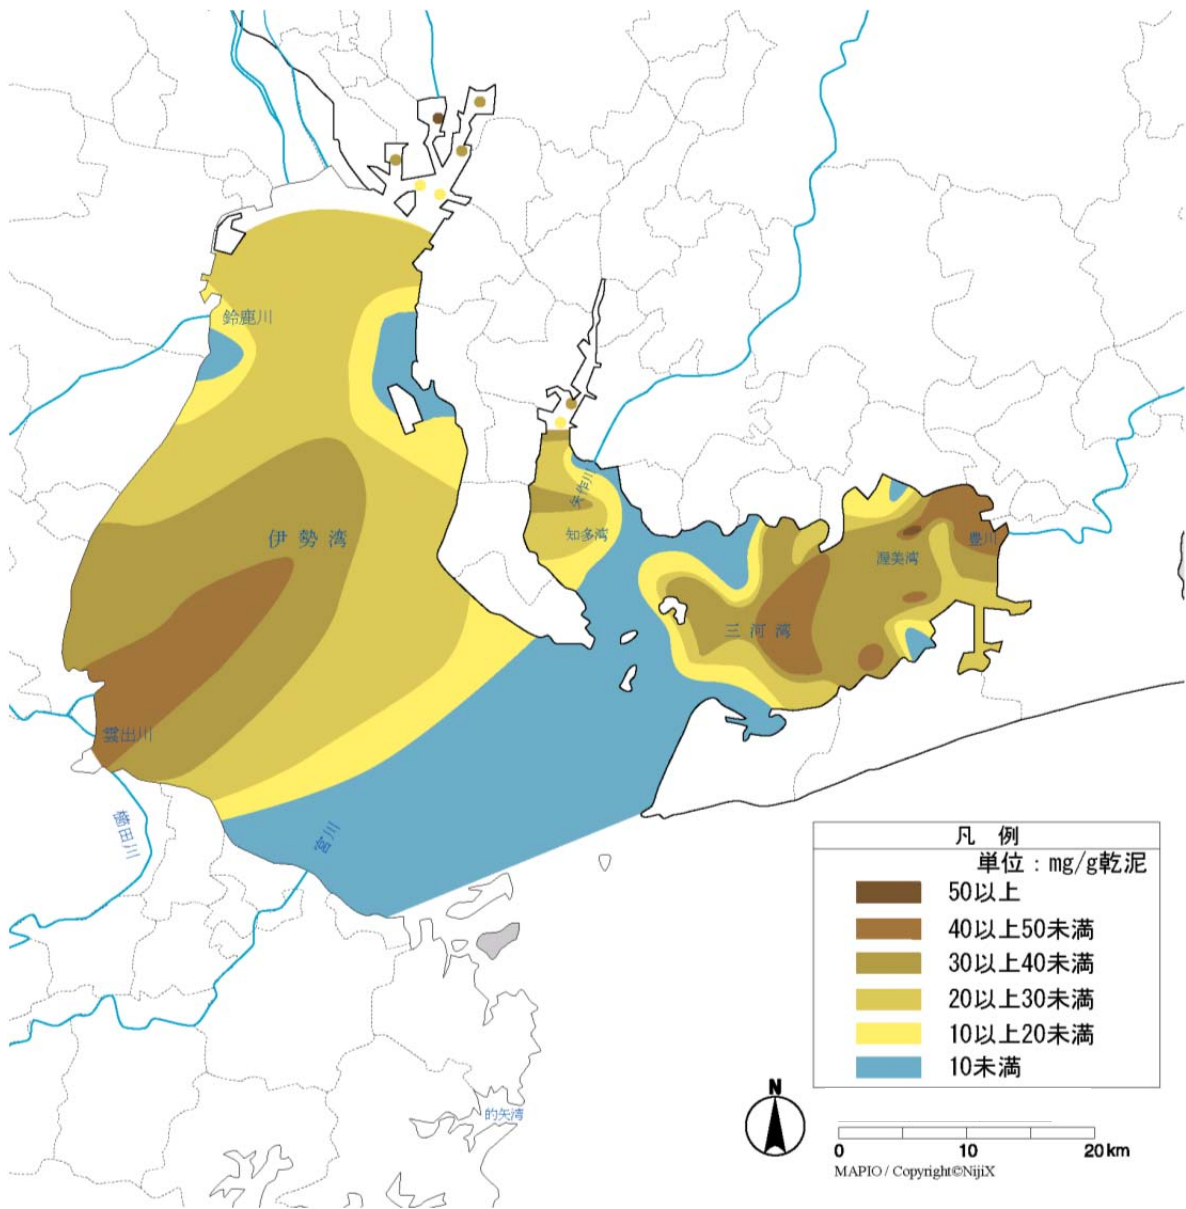 鈴鹿川
伊勢湾
矢作川
知多湾
渥美湾
豊川
三河湾
雲出川
櫛田川
宮川
的矢湾
凡 例
単位：mg/g乾泥
50以上
40以上50未満
30以上40未満
20以上30未満
10以上20未満
10未満
N
0 10 20km
MAPIO / Copyright©NijiX